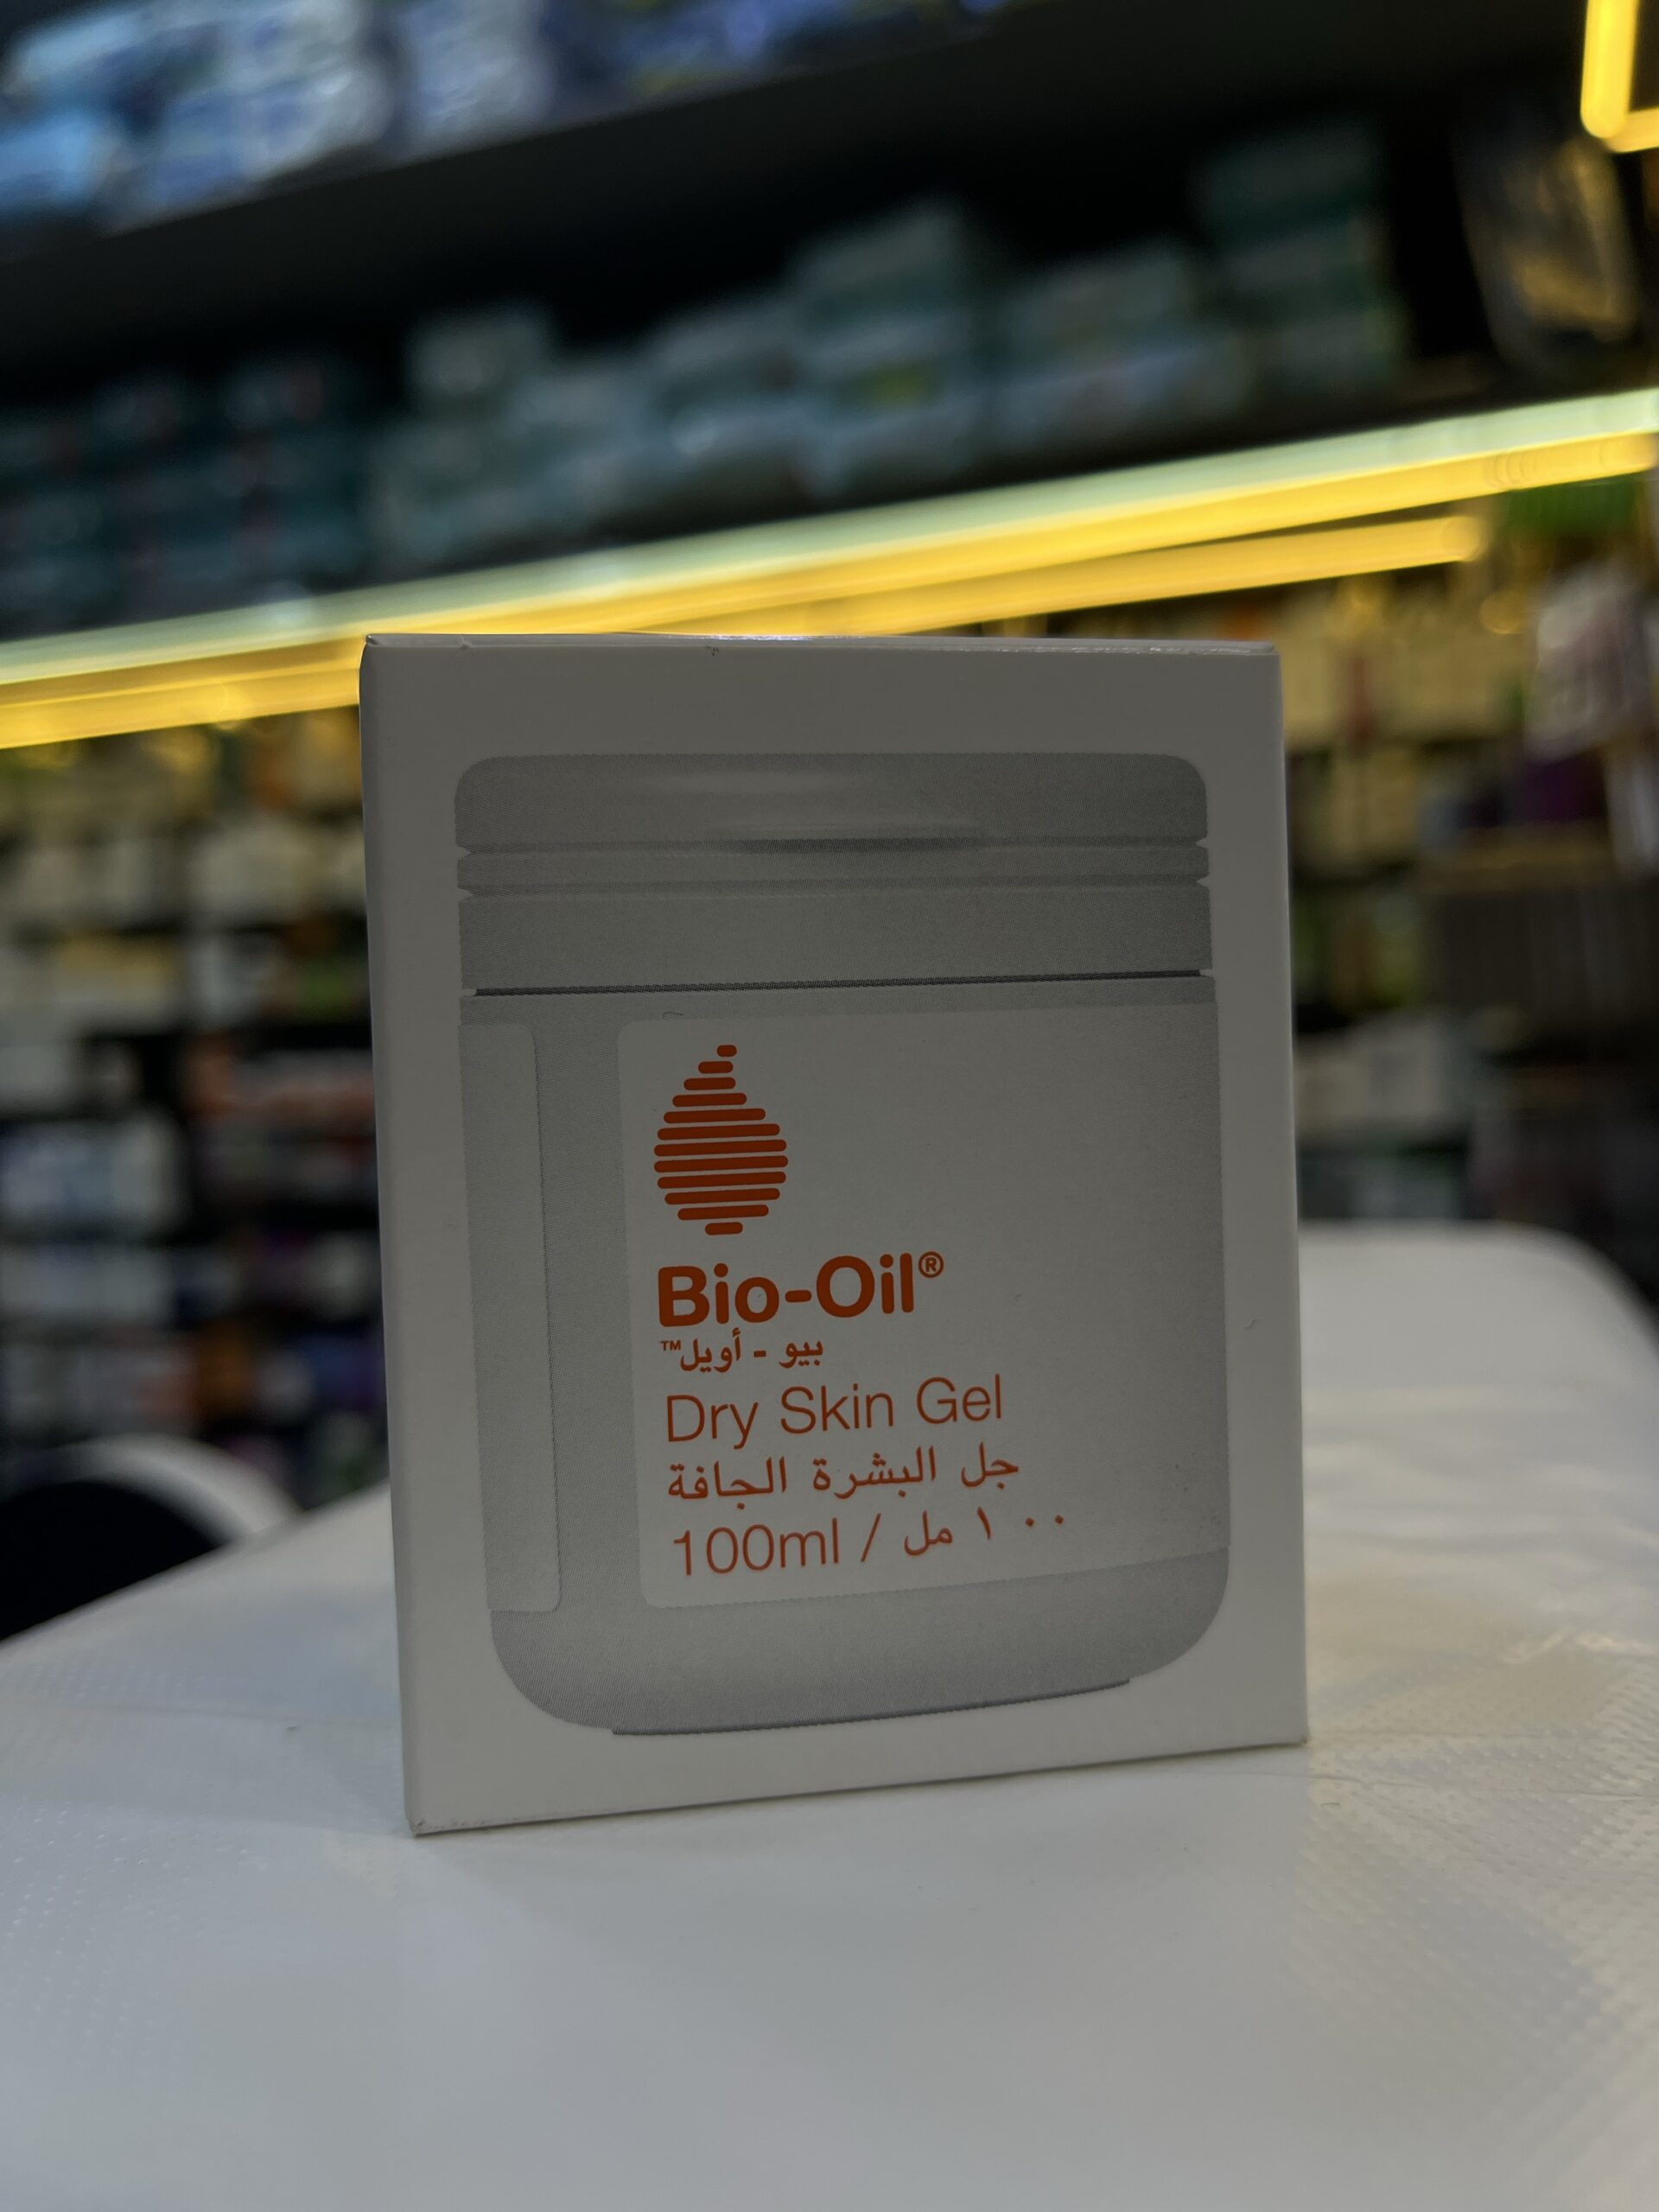 Bio-Oil®
بيو - أويل™
Dry Skin Gel
جل البشرة الجافة
100ml / ١٠٠ مل